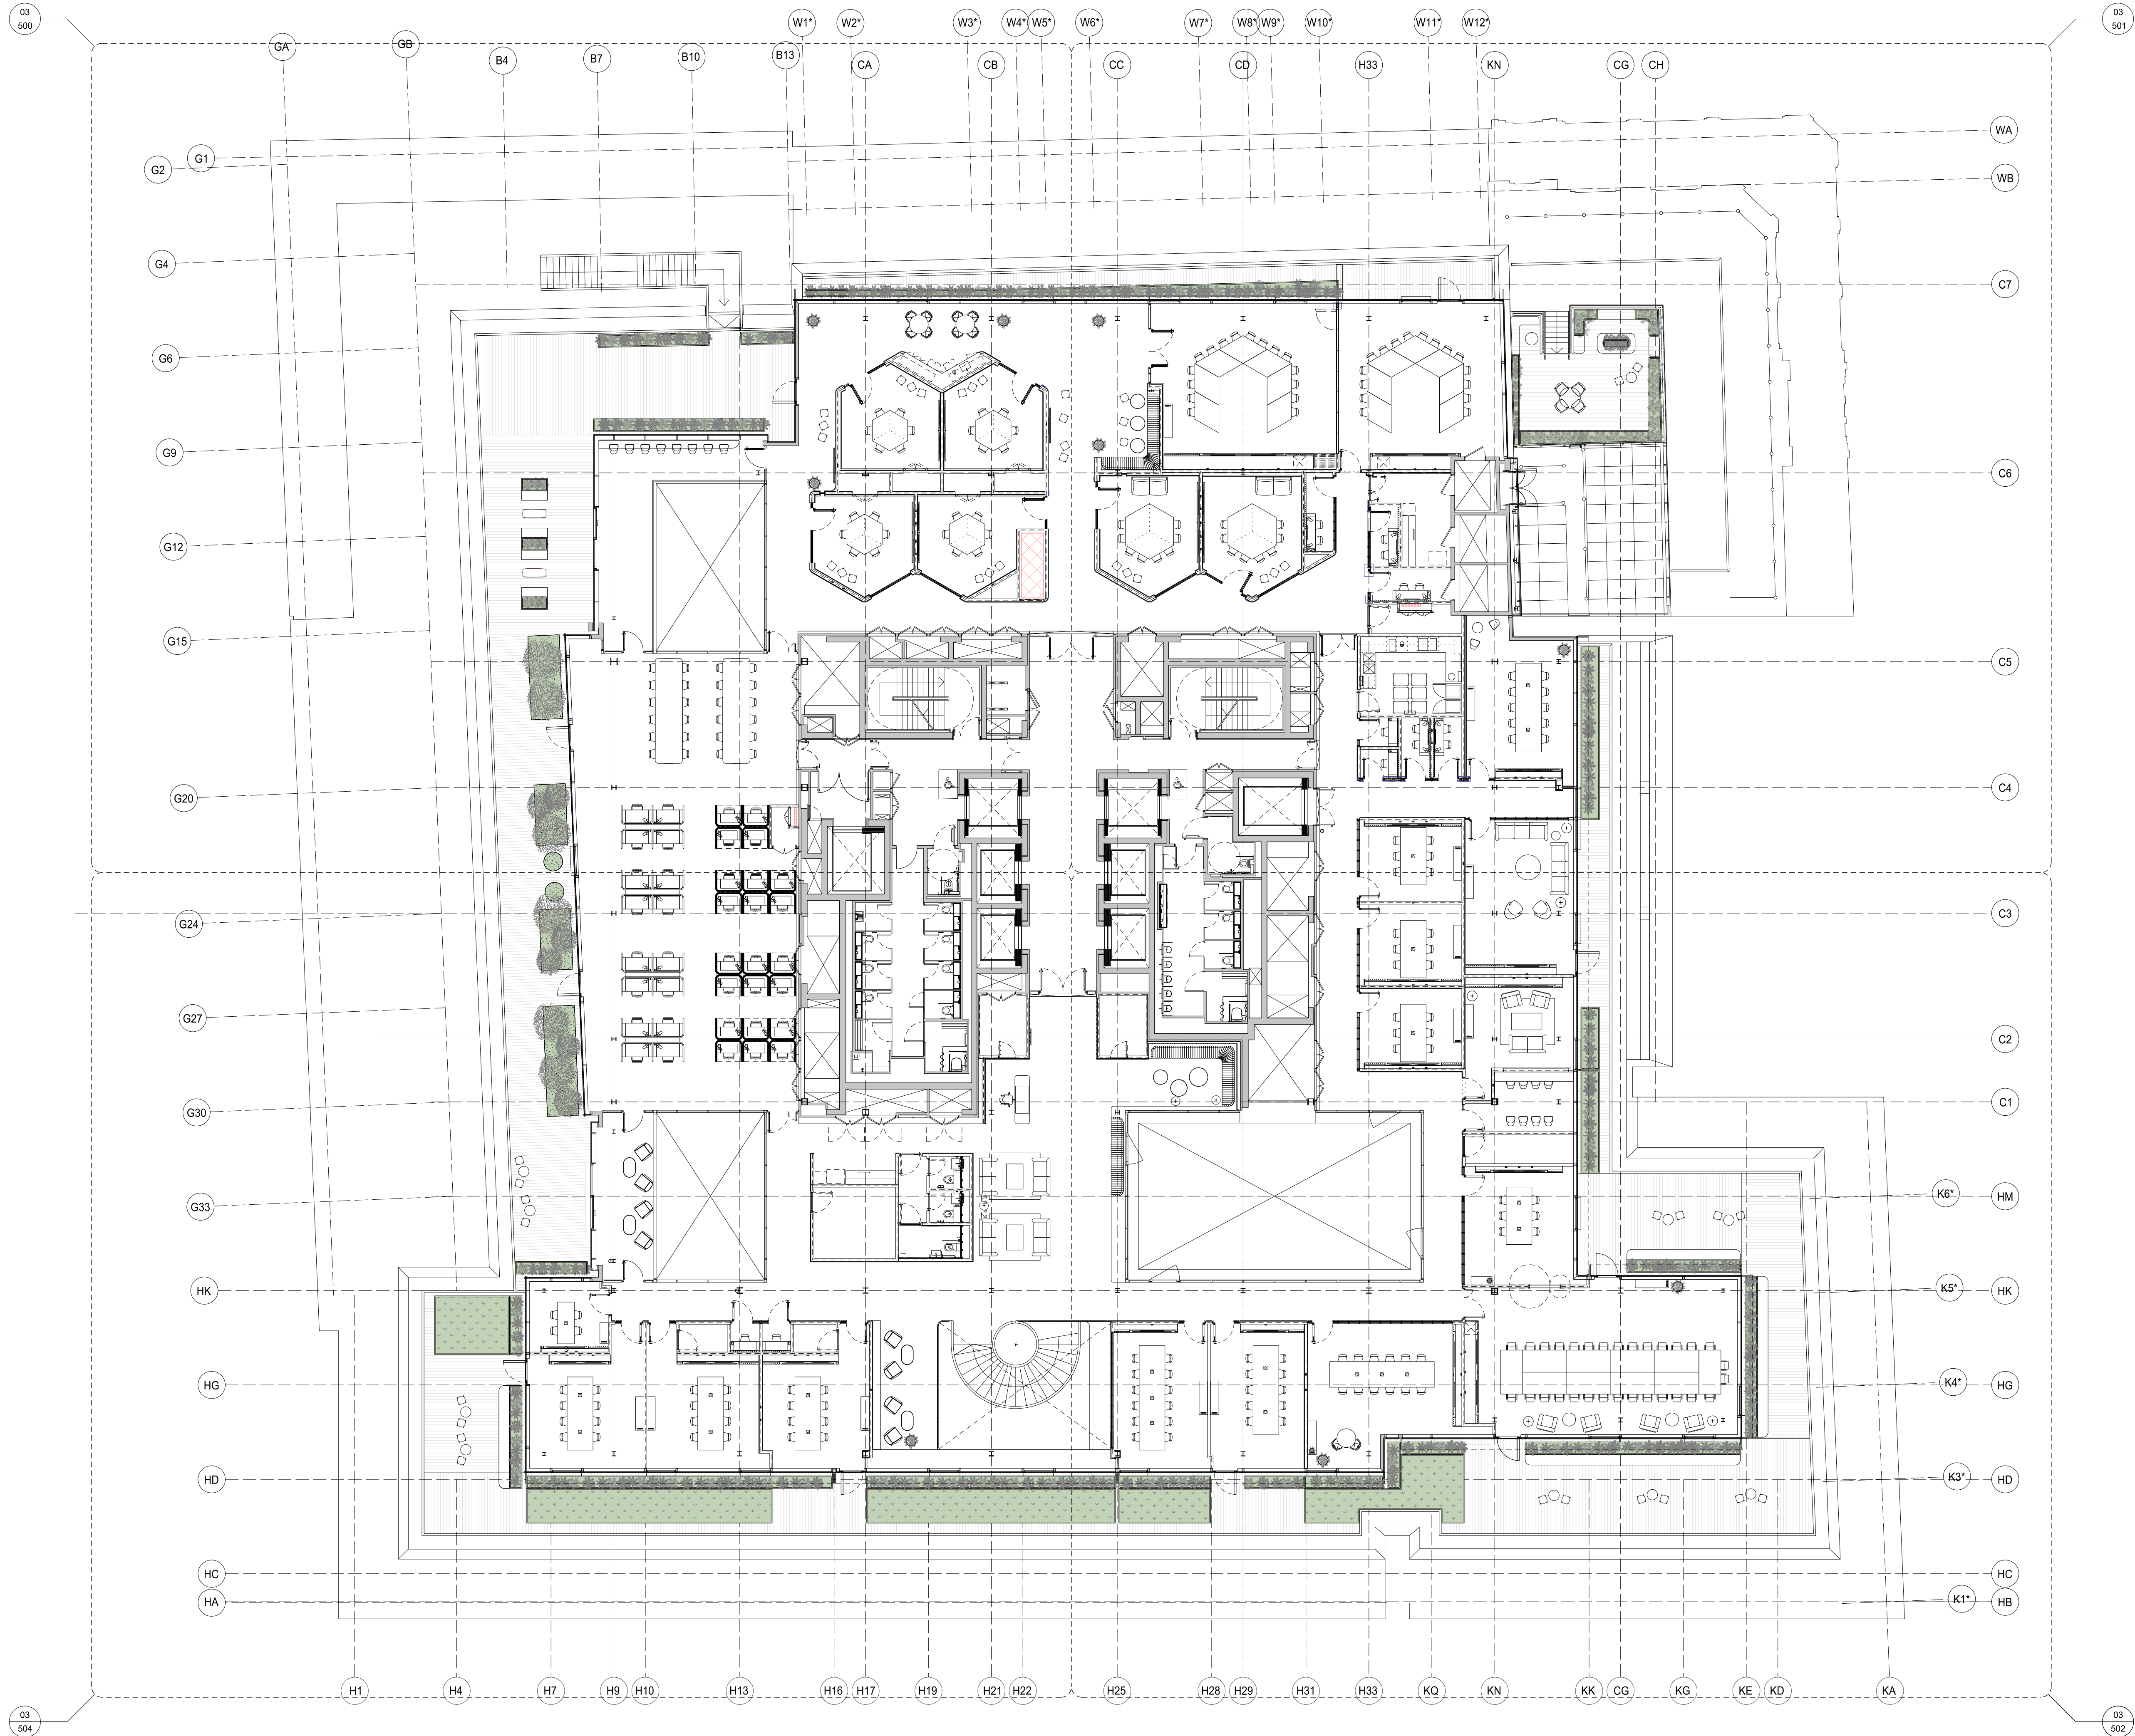 03
500
03
501
W1*
W2*
W3*
W4*
W5*
W6*
W7*
W8*
W9*
W10*
W11*
W12*
GA
GB
B4
B7
B10
B13
CA
CB
CC
CD
H33
KN
CG
CH
G1
G2
WA
WB
G4
C7
G6
G9
C6
G12
G15
C5
G20
C4
G24
C3
G27
C2
G30
C1
G33
K6*
HM
HK
K5*
HK
HG
K4*
HG
HD
K3*
HD
HC
HC
HA
K1*
HB
H1
H4
H7
H9
H10
H13
H16
H17
H19
H21
H22
H25
H28
H29
H31
H33
KQ
KN
KK
CG
KG
KE
KD
KA
03
504
03
502